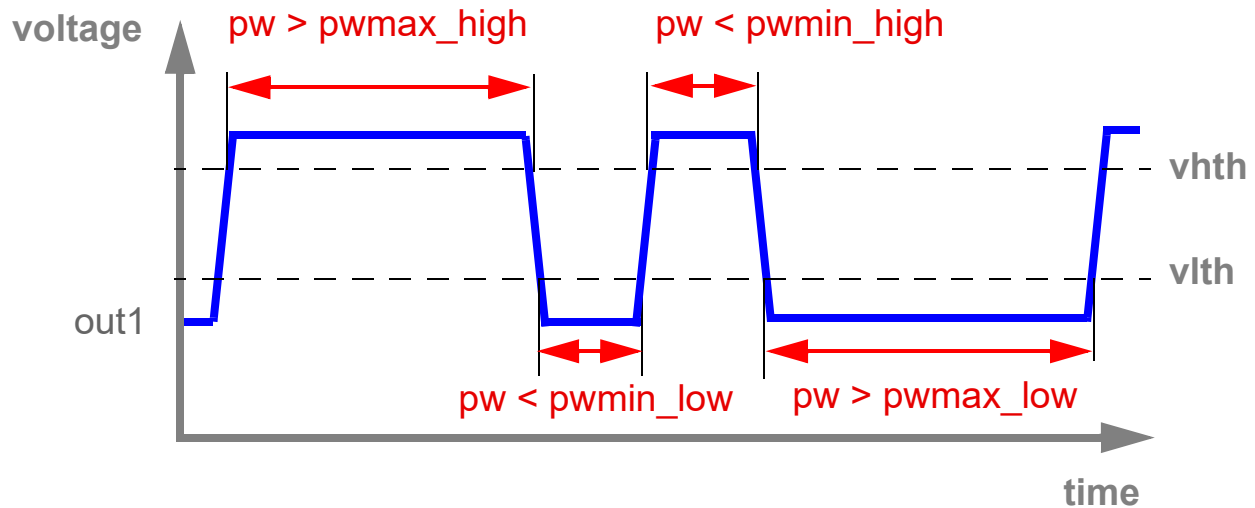 voltage
pw > pwmax_high
pw < pwmin_high
vhth
vlth
out1
pw < pwmin_low
pw > pwmax_low
time